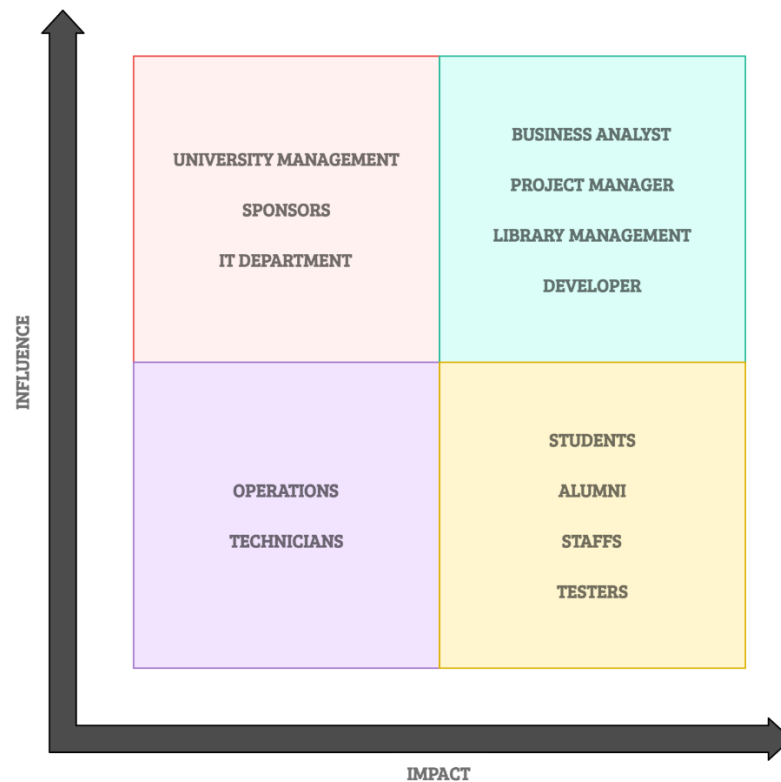 UNIVERSITY MANAGEMENT
SPONSORS
IT DEPARTMENT
BUSINESS ANALYST
PROJECT MANAGER
LIBRARY MANAGEMENT
DEVELOPER
INFLUENCE
OPERATIONS
TECHNICIANS
STUDENTS
ALUMNI
STAFFS
TESTERS
IMPACT